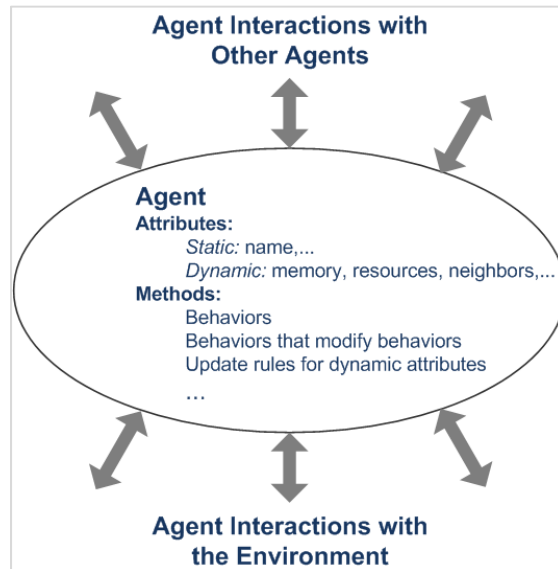 Agent Interactions with
Other Agents
Agent
Attributes:
Static: name,...
Dynamic: memory, resources, neighbors,...
Methods:
Behaviors
Behaviors that modify behaviors
Update rules for dynamic attributes
...
Agent Interactions with
the Environment